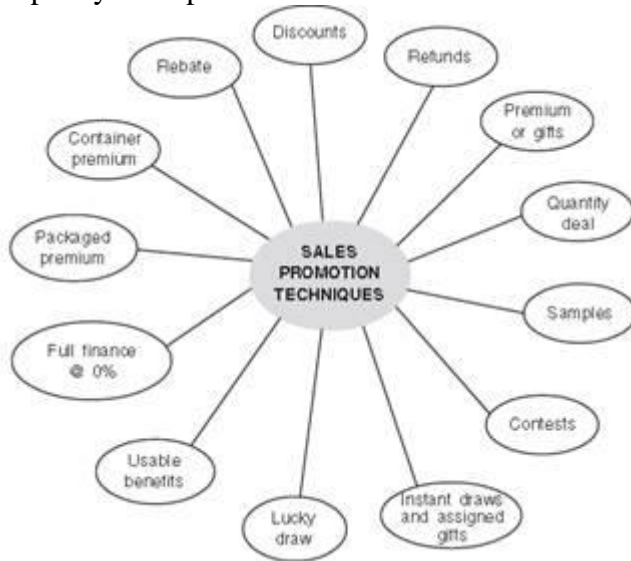 Discounts
Rebate
Refunds
Container
premium
Premium
or gifts
Packaged
premium
Quantity
deal
SALES
PROMOTION
TECHNIQUES
Full finance
@ 0%
Samples
Usable
benefits
Contests
Lucky
draw
Instant draws
and assigned
gifts